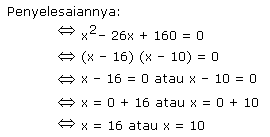 Penyelesaiannya:
⇔ x² - 26x + 160 = 0
⇔ (x - 16) (x - 10) = 0
⇔ x - 16 = 0 atau x - 10 = 0
⇔ x = 0 + 16 atau x = 0 + 10
⇔ x = 16 atau x = 10